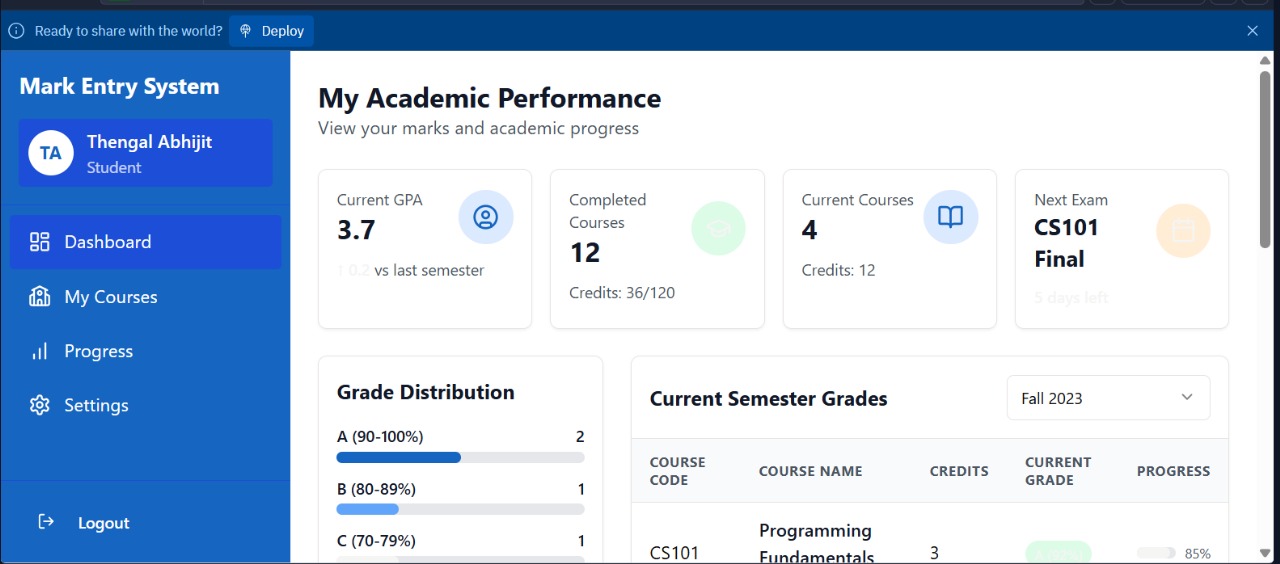 Ready to share with the world? Deploy
Mark Entry System
TA
Thengal Abhijit
Student
Dashboard
My Courses
Progress
Settings
Logout
My Academic Performance
View your marks and academic progress
Current GPA
3.7
0.2 vs last semester
Completed
Courses
12
Credits: 36/120
Current Courses
4
Credits: 12
Next Exam
CS101
Final
5 days left
Grade Distribution
A (90-100%) 2
B (80-89%) 1
C (70-79%) 1
Current Semester Grades
Fall 2023
COURSE CODE
COURSE NAME
CREDITS
CURRENT GRADE
PROGRESS
CS101
Programming
Fundamentals
3
85%